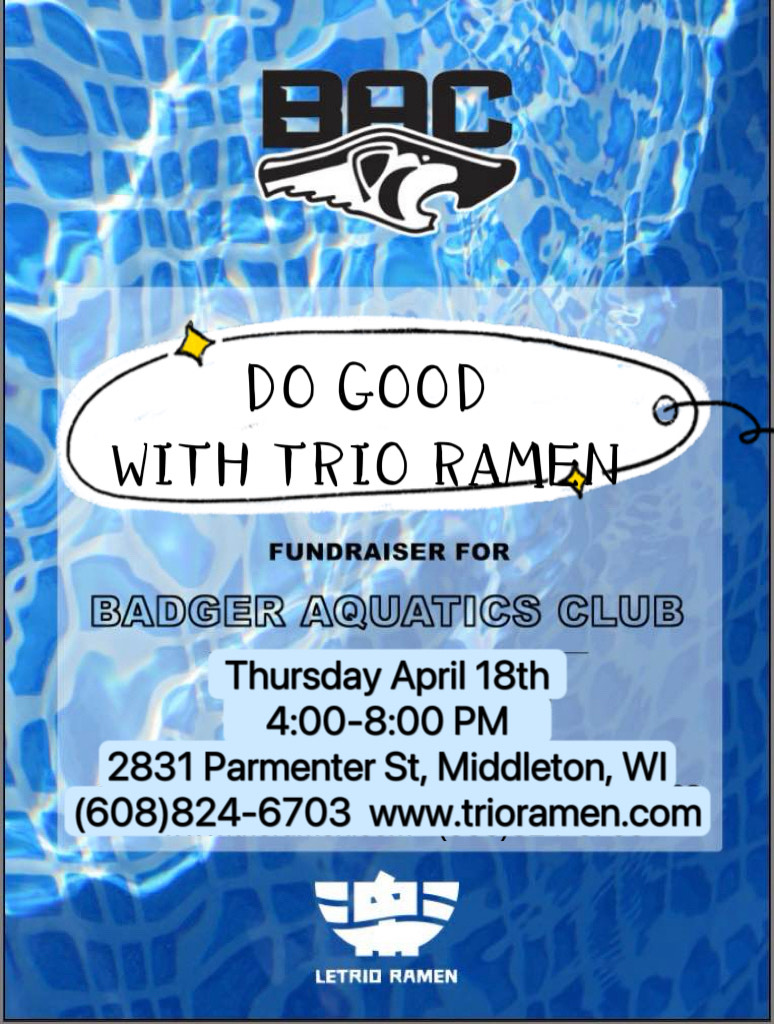 BAC
DO GOOD
WITH TRIO RAMEN
FUNDRAISER FOR
BADGER AQUATICS CLUB
Thursday April 18th
4:00-8:00 PM
2831 Parmenter St, Middleton, WI
(608)824-6703 www.trioramen.com
LETRIO RAMEN